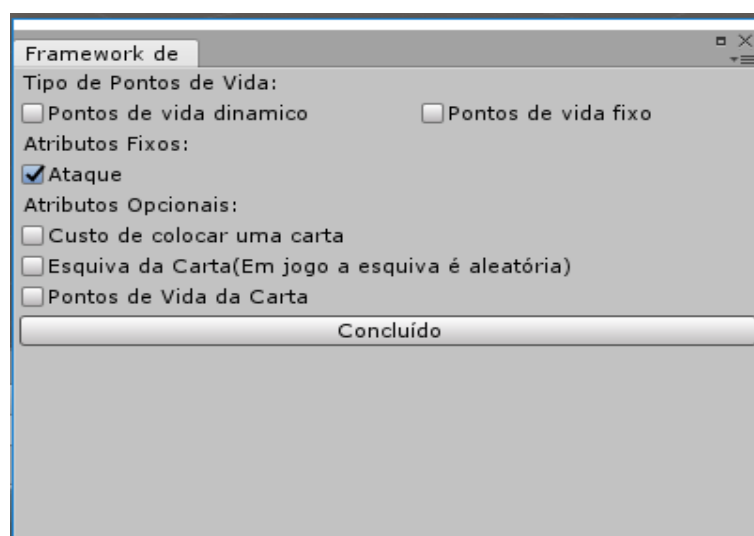 Framework de
Tipo de Pontos de Vida:
Pontos de vida dinamico Pontos de vida fixo
Atributos Fixos:
Ataque
Atributos Opcionais:
Custo de colocar uma carta
Esquiva da Carta(Em jogo a esquiva é aleatória)
Pontos de Vida da Carta
Concluído